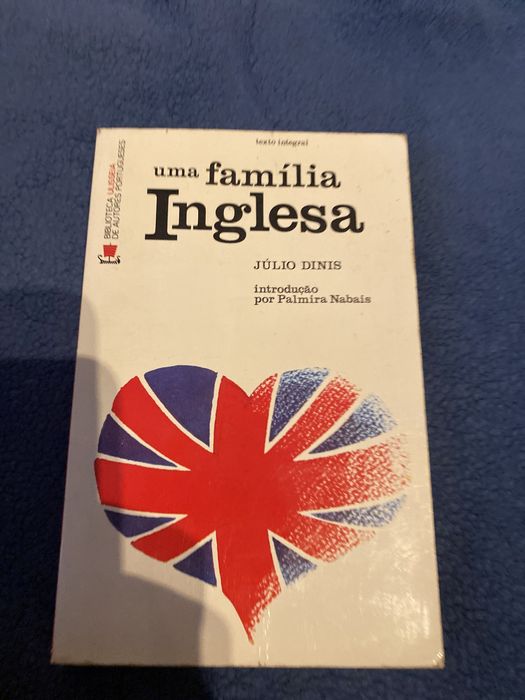 texto integral
uma família
Inglesa
JÚLIO DINIS
introdução
por Palmira Nabais
BIBLIOTECA ULISSEIA
DE AUTORES PORTUGUESES